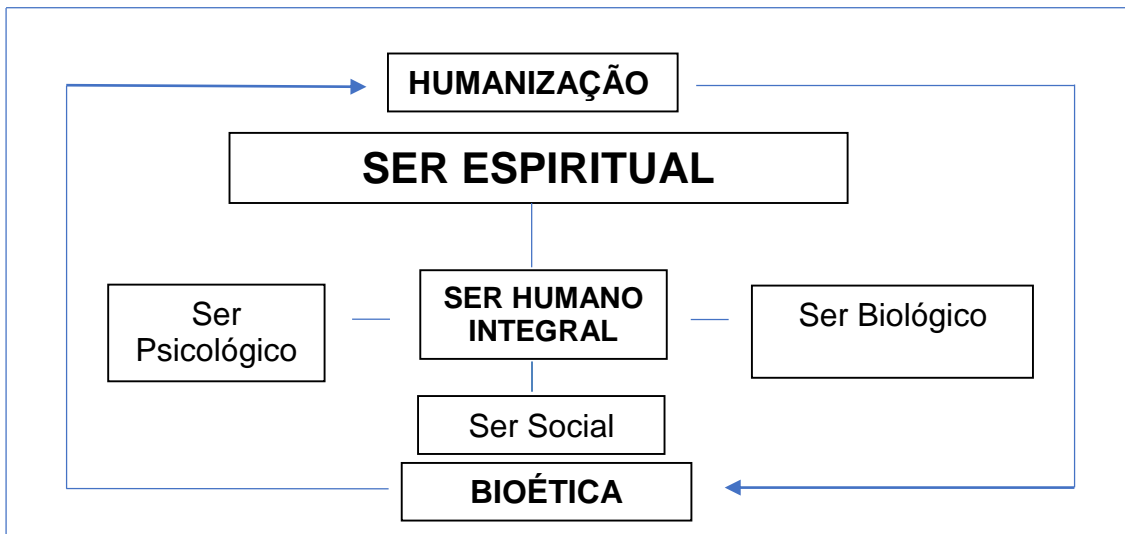 HUMANIZAÇÃO
SER ESPIRITUAL
Ser
Psicológico
SER HUMANO
INTEGRAL
Ser Biológico
Ser Social
BIOÉTICA